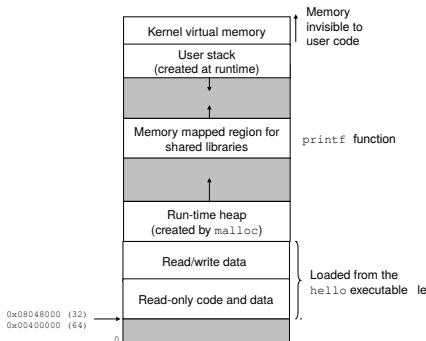 Kernel virtual memory
Memory
invisible to
user code
User stack
(created at runtime)
Memory mapped region for
shared libraries
printf function
Run-time heap
(created by malloc)
Read/write data
Read-only code and data
Loaded from the
hello executable le
0x08048000 (32)
0x00400000 (64)
0